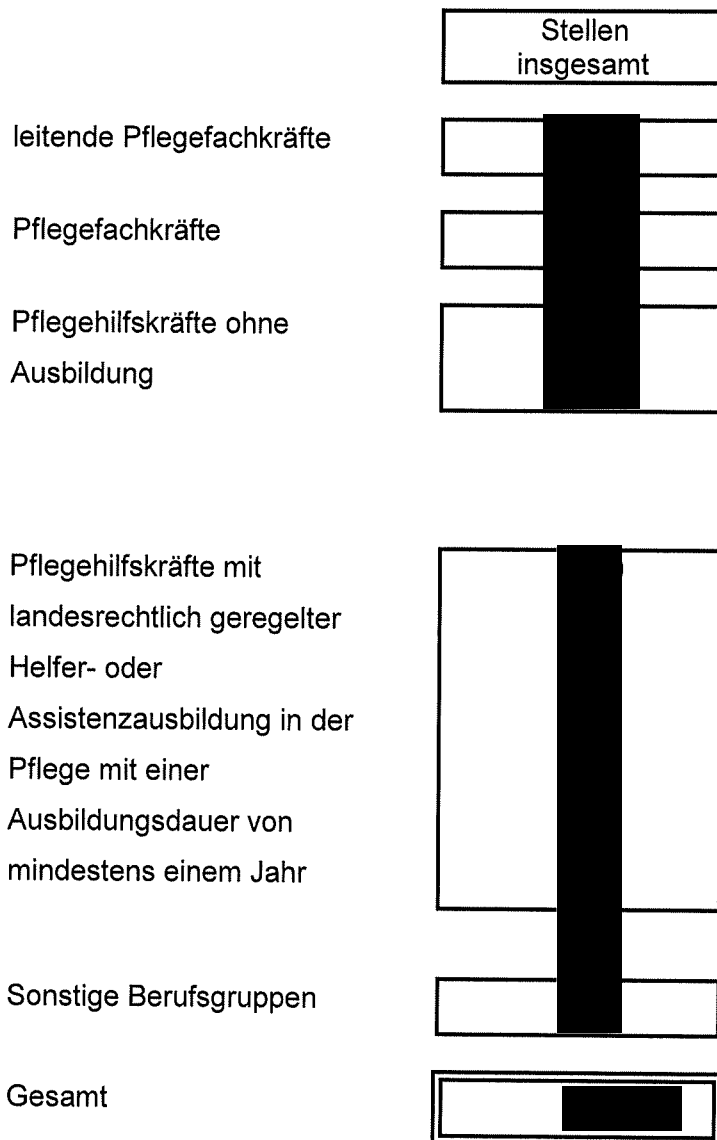 Stellen
insgesamt
leitende Pflegefachkräfte
Pflegefachkräfte
Pflegehilfskräfte ohne
Ausbildung
Pflegehilfskräfte mit
landesrechtlich geregelter
Helfer- oder
Assistenzausbildung in der
Pflege mit einer
Ausbildungsdauer von
mindestens einem Jahr
Sonstige Berufsgruppen
Gesamt